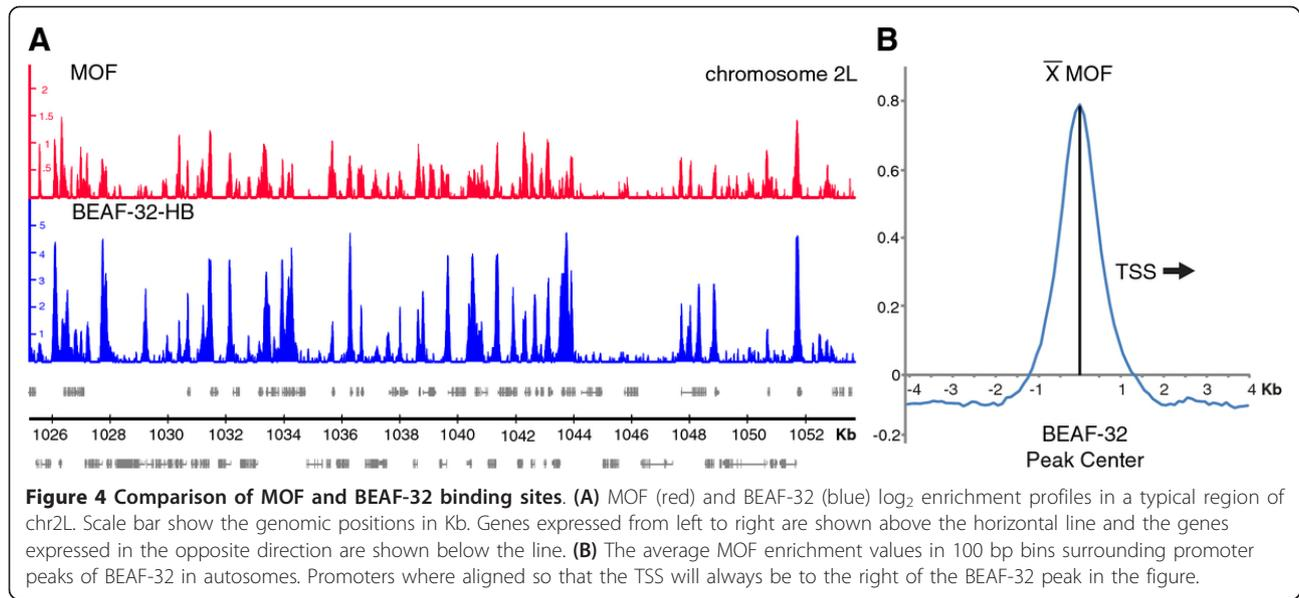 A
MOF
chromosome 2L
2
1.5
1
.5
BEAF-32-HB
5
4
3
2
1
1026 1028 1030 1032 1034 1036 1038 1040 1042 1044 1046 1048 1050 1052 Kb
B
X̅ MOF
0.8
0.6
0.4
TSS
0.2
0
-4 -3 -2 -1 1 2 3 4 Kb
-0.2
BEAF-32
Peak Center
Figure 4 Comparison of MOF and BEAF-32 binding sites. (A) MOF (red) and BEAF-32 (blue) log2 enrichment profiles in a typical region of
chr2L. Scale bar show the genomic positions in Kb. Genes expressed from left to right are shown above the horizontal line and the genes
expressed in the opposite direction are shown below the line. (B) The average MOF enrichment values in 100 bp bins surrounding promoter
peaks of BEAF-32 in autosomes. Promoters where aligned so that the TSS will always be to the right of the BEAF-32 peak in the figure.